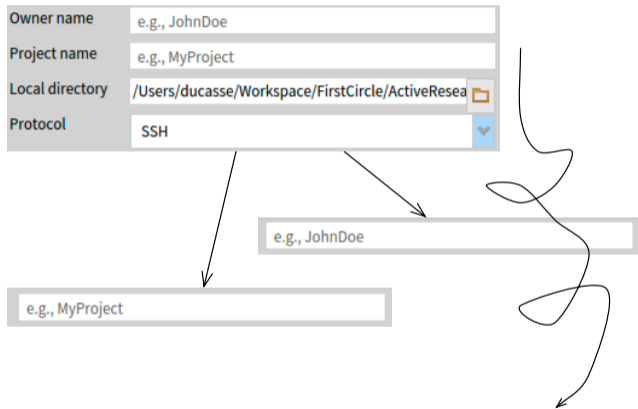 Owner name e.g., JohnDoe
Project name e.g., MyProject
Local directory /Users/ducasse/Workspace/FirstCircle/ActiveResea
Protocol SSH
e.g., JohnDoe
e.g., MyProject